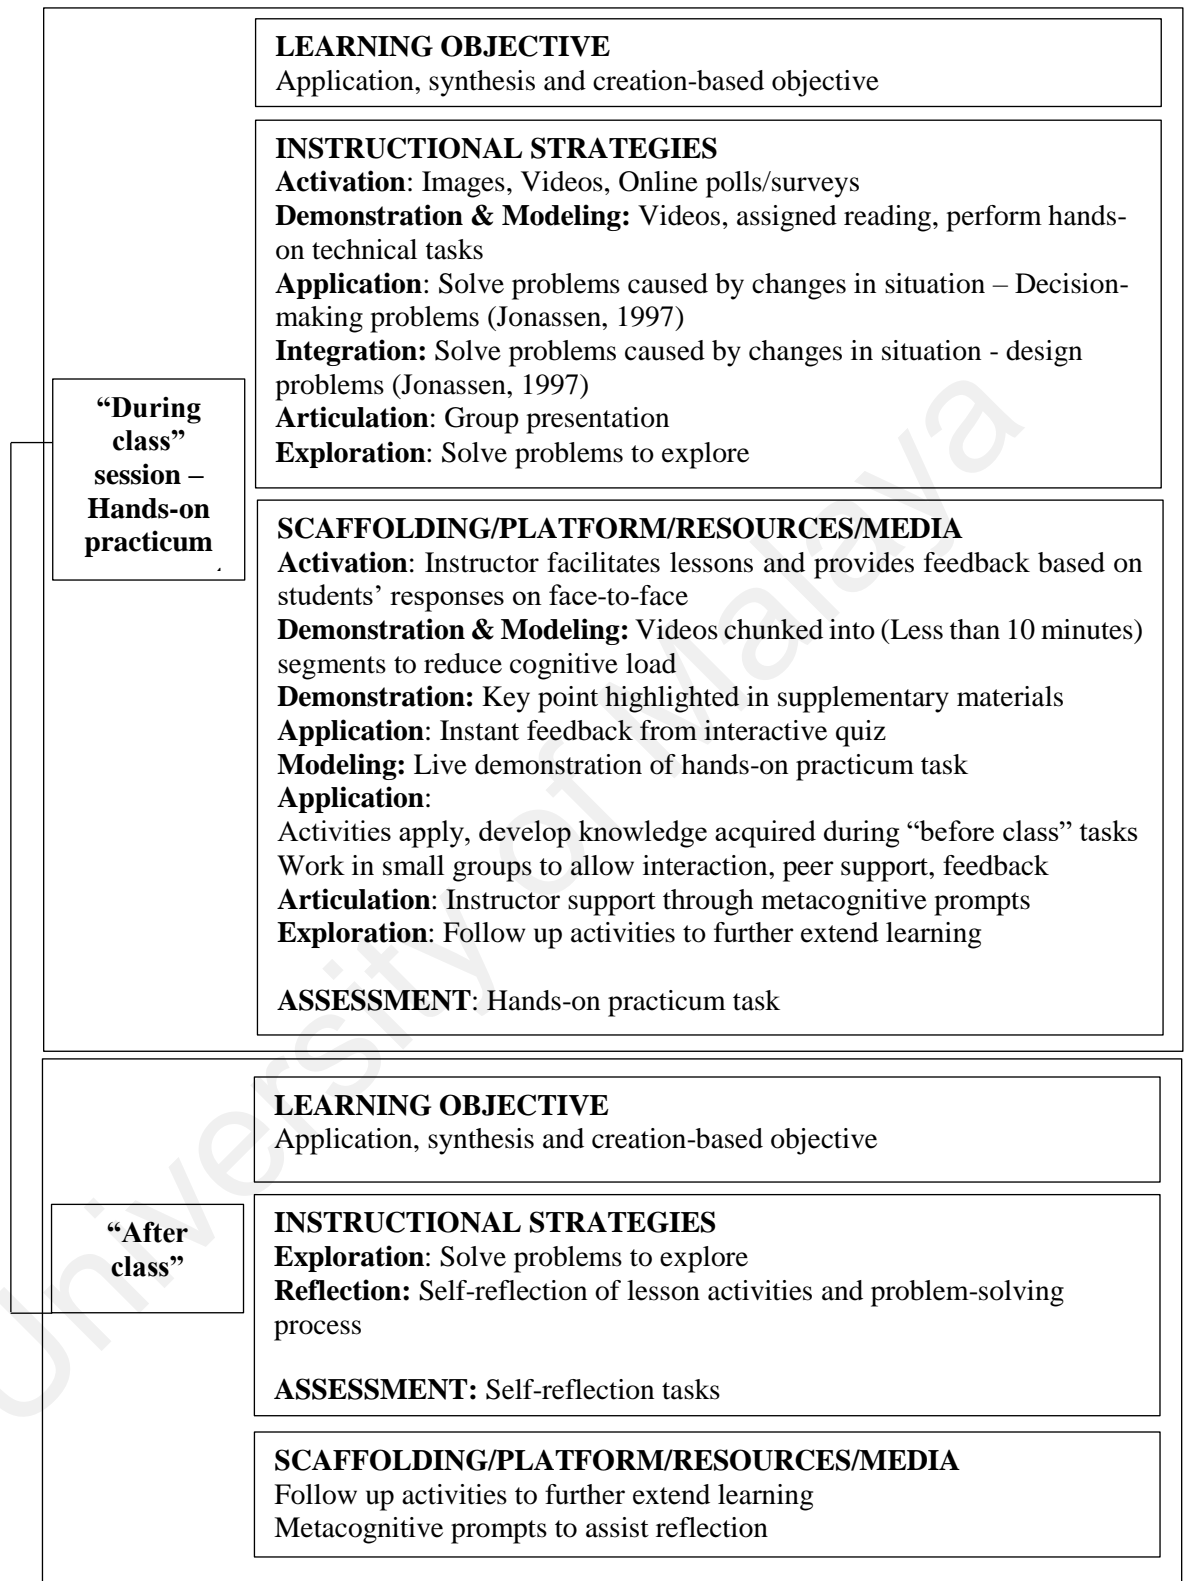 LEARNING OBJECTIVE
Application, synthesis and creation-based objective
INSTRUCTIONAL STRATEGIES
Activation: Images, Videos, Online polls/surveys
Demonstration & Modeling: Videos, assigned reading, perform hands-
on technical tasks
Application: Solve problems caused by changes in situation – Decision-
making problems (Jonassen, 1997)
Integration: Solve problems caused by changes in situation - design
problems (Jonassen, 1997)
Articulation: Group presentation
Exploration: Solve problems to explore
“During
class”
session –
Hands-on
practicum
SCAFFOLDING/PLATFORM/RESOURCES/MEDIA
Activation: Instructor facilitates lessons and provides feedback based on
students’ responses on face-to-face
Demonstration & Modeling: Videos chunked into (Less than 10 minutes)
segments to reduce cognitive load
Demonstration: Key point highlighted in supplementary materials
Application: Instant feedback from interactive quiz
Modeling: Live demonstration of hands-on practicum task
Application:
Activities apply, develop knowledge acquired during “before class” tasks
Work in small groups to allow interaction, peer support, feedback
Articulation: Instructor support through metacognitive prompts
Exploration: Follow up activities to further extend learning
ASSESSMENT: Hands-on practicum task
LEARNING OBJECTIVE
Application, synthesis and creation-based objective
“After
class”
INSTRUCTIONAL STRATEGIES
Exploration: Solve problems to explore
Reflection: Self-reflection of lesson activities and problem-solving
process
ASSESSMENT: Self-reflection tasks
SCAFFOLDING/PLATFORM/RESOURCES/MEDIA
Follow up activities to further extend learning
Metacognitive prompts to assist reflection
University of Malaya